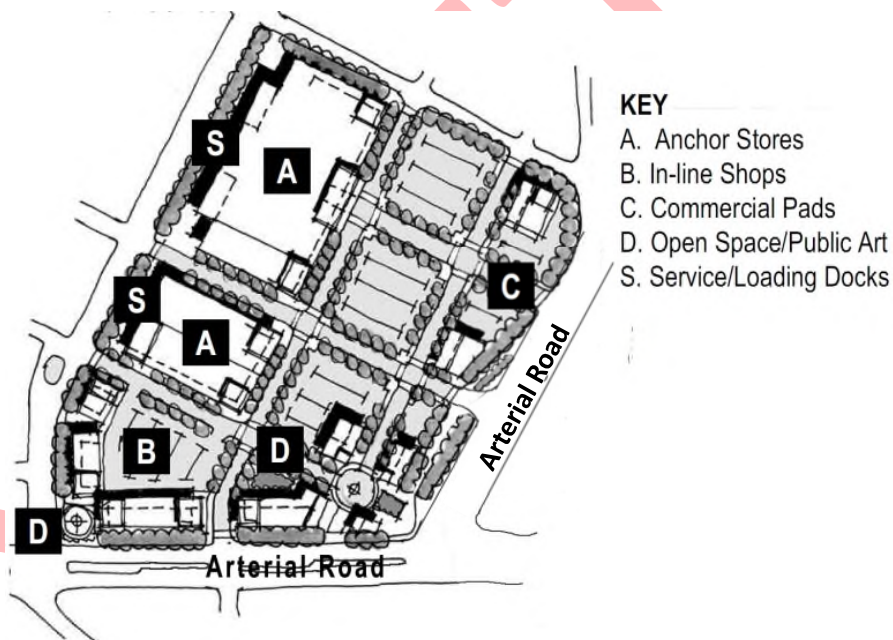 KEY
A. Anchor Stores
B. In-line Shops
C. Commercial Pads
D. Open Space/Public Art
S. Service/Loading Docks
S
A
S
A
C
B
D
D
Arterial Road
Arterial Road